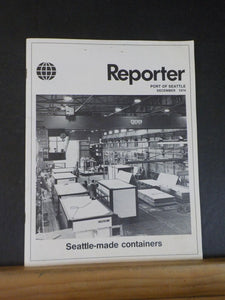 Reporter
PORT OF SEATTLE
DECEMBER 1974
Seattle-made containers